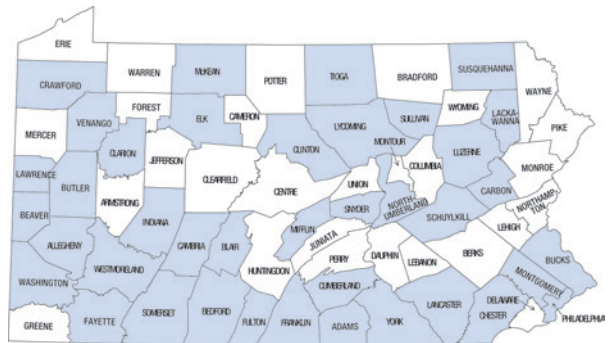 ERIE
WARREN
McKEAN
POTTER
TIOGA
BRADFORD
SUSQUEHANNA
CRAWFORD
WAYNE
FOREST
WYOMING
VENANGO
ELK
CAMERON
SULLIVAN
LACKA-
WANNA
PIKE
MERCER
LYCOMING
CLARION
CLINTON
MONTOUR
LUZERNE
JEFFERSON
COLUMBIA
MONROE
LAWRENCE
CLEARFIELD
CENTRE
UNION
CARBON
BUTLER
NORTH-
UMBERLAND
NORTHAMP-
TON
ARMSTRONG
SNYDER
SCHUYLKILL
BEAVER
INDIANA
MIFFLIN
LEHIGH
ALLEGHENY
CAMBRIA
BLAIR
JUNIATA
BERKS
BUCKS
WESTMORELAND
HUNTINGDON
PERRY
DAUPHIN
LEBANON
MONTGOMERY
WASHINGTON
CUMBERLAND
LANCASTER
DELAWARE
GREENE
FAYETTE
SOMERSET
BEDFORD
FULTON
FRANKLIN
ADAMS
YORK
CHESTER
PHILADELPHIA